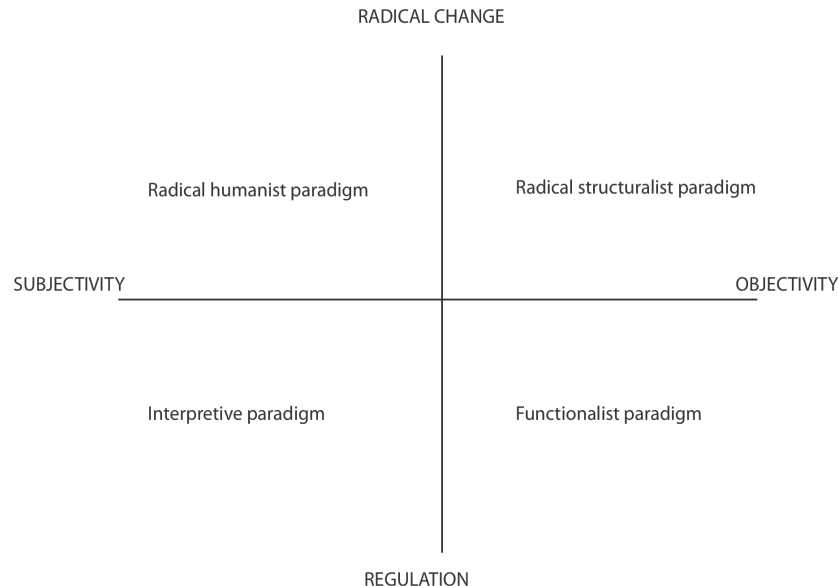 RADICAL CHANGE
Radical humanist paradigm
Radical structuralist paradigm
SUBJECTIVITY
OBJECTIVITY
Interpretive paradigm
Functionalist paradigm
REGULATION